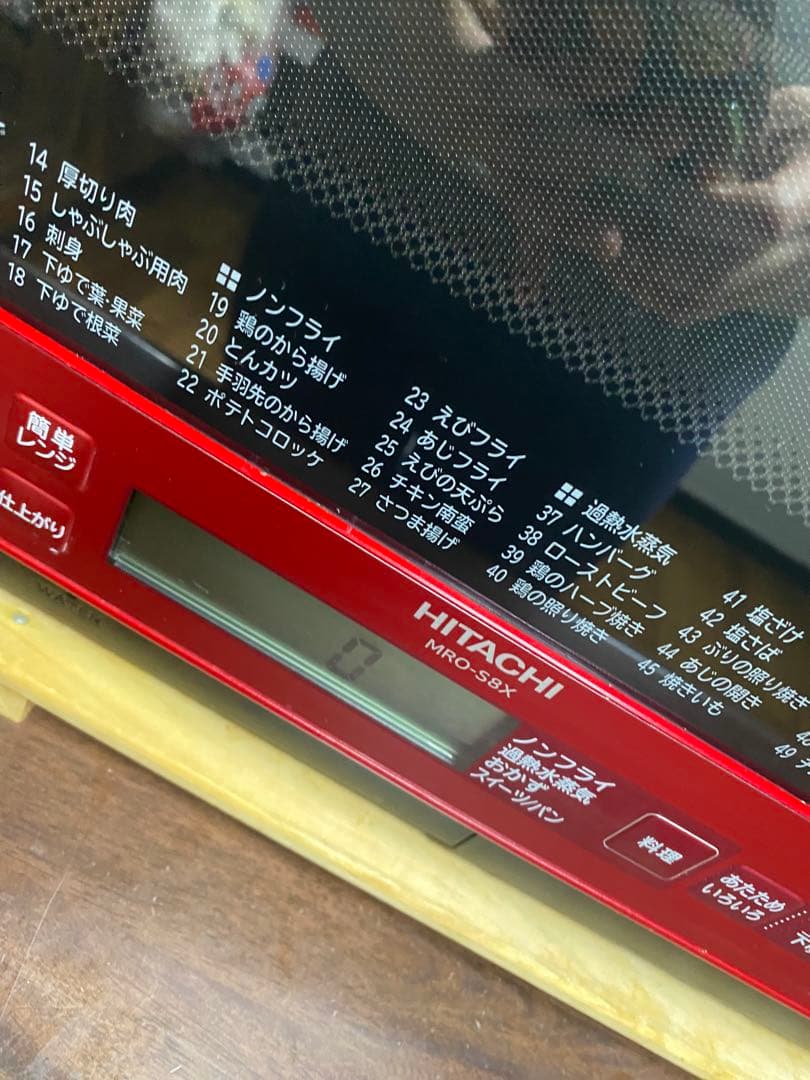 14 厚切り肉
15 しゃぶしゃぶ用肉
16 刺身
17 下ゆで葉・果菜
18 下ゆで根菜
ノンフライ
19 鶏のから揚げ
20 とんカツ
21 手羽先のから揚げ
22 ポテトコロッケ
23 えびフライ
24 あじフライ
25 えびの天ぷら
26 チキン南蛮
27 さつま揚げ
過熱水蒸気
37 ハンバーグ
38 ローストビーフ
39 鶏のハーブ焼き
40 鶏の照り焼き
41 塩ざけ
42 塩さば
43 ぶりの照り焼き
44 あじの開き
45 焼きいも
49
簡単
レンジ
仕上がり
WATER
0
HITACHI
MRO-S8X
ノンフライ
過熱水蒸気
おかず
スイーツ/パン
料理
あたため
いろいろ